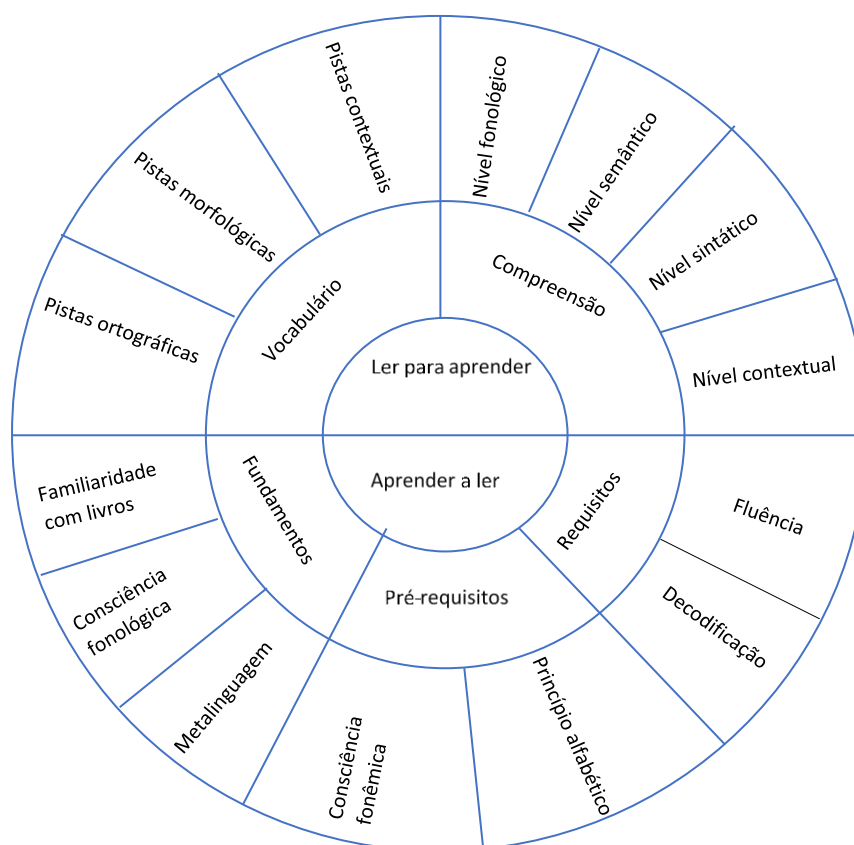 Pistas contextuais
Nível fonológico
Nível semântico
Pistas morfológicas
Nível sintático
Pistas ortográficas
Nível contextual
Vocabulário
Compreensão
Ler para aprender
Aprender a ler
Fundamentos
Requisitos
Pré-requisitos
Familiaridade
com livros
Consciência
fonológica
Metalinguagem
Consciência
fonêmica
Princípio alfabético
Decodificação
Fluência